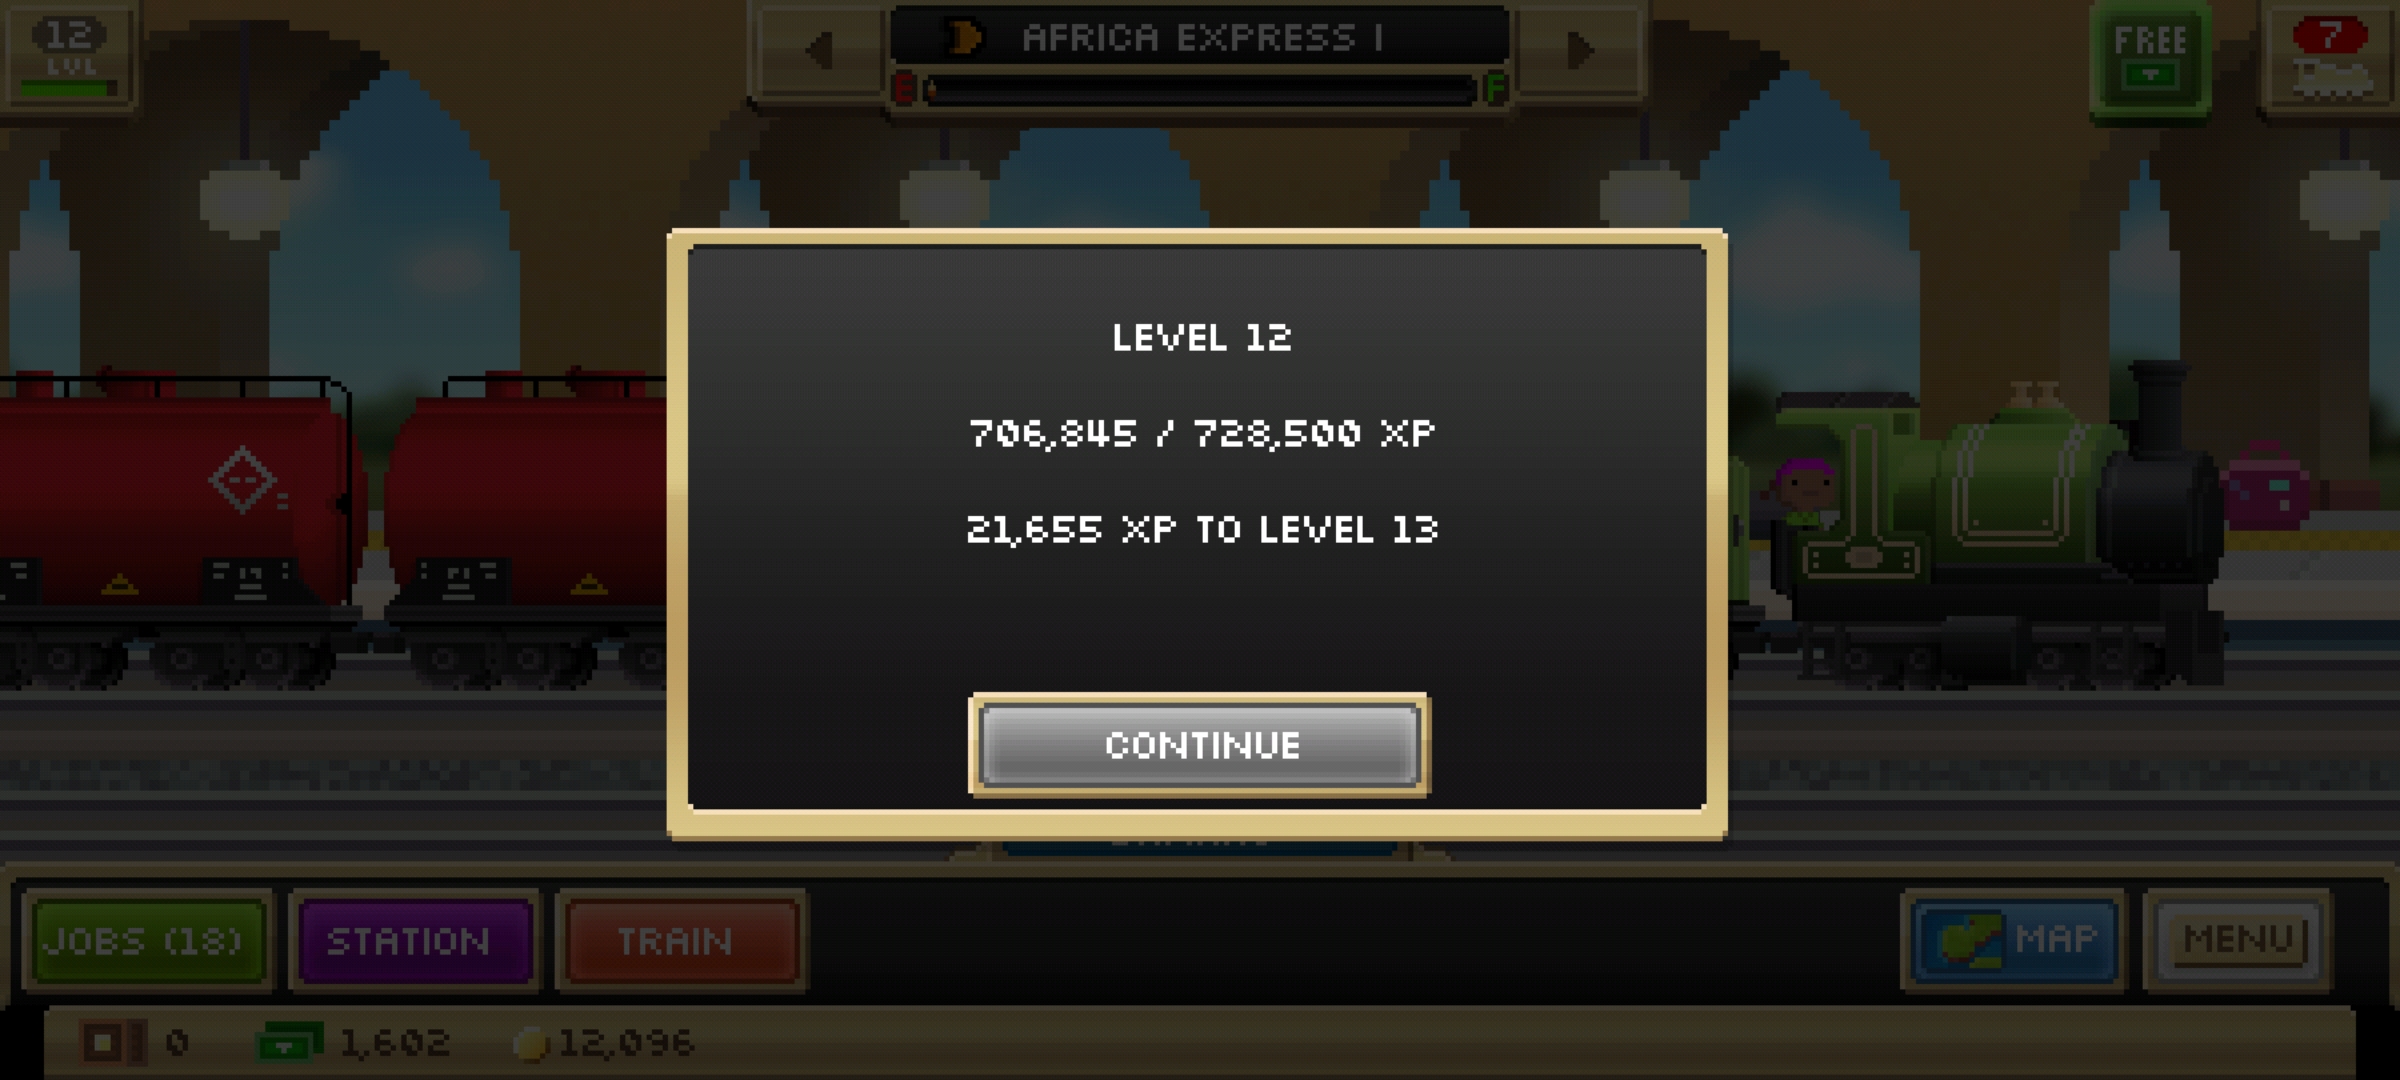 12
LVL
AFRICA EXPRESS I
E
F
FREE
7
LEVEL 12
706,845 / 728,500 XP
21,655 XP TO LEVEL 13
CONTINUE
JOBS (18)
STATION
TRAIN
MAP
MENU
0
1,602
12,096